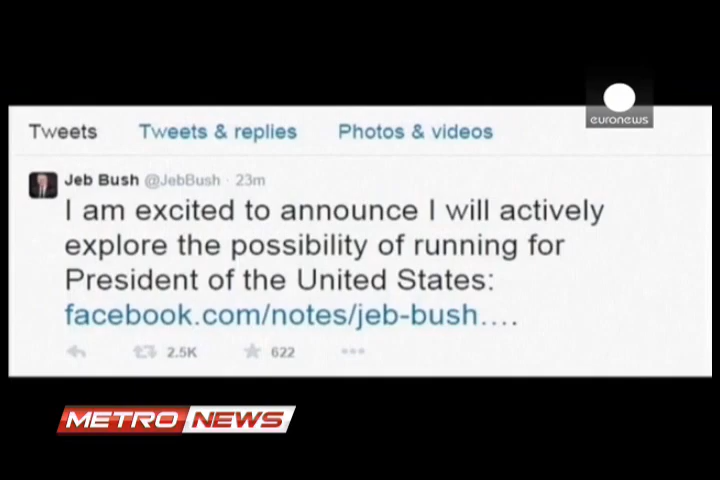 euronews
Tweets Tweets & replies Photos & videos
Jeb Bush @JebBush · 23m
I am excited to announce I will actively
explore the possibility of running for
President of the United States:
facebook.com/notes/jeb-bush....
2.5K 622
METRO NEWS